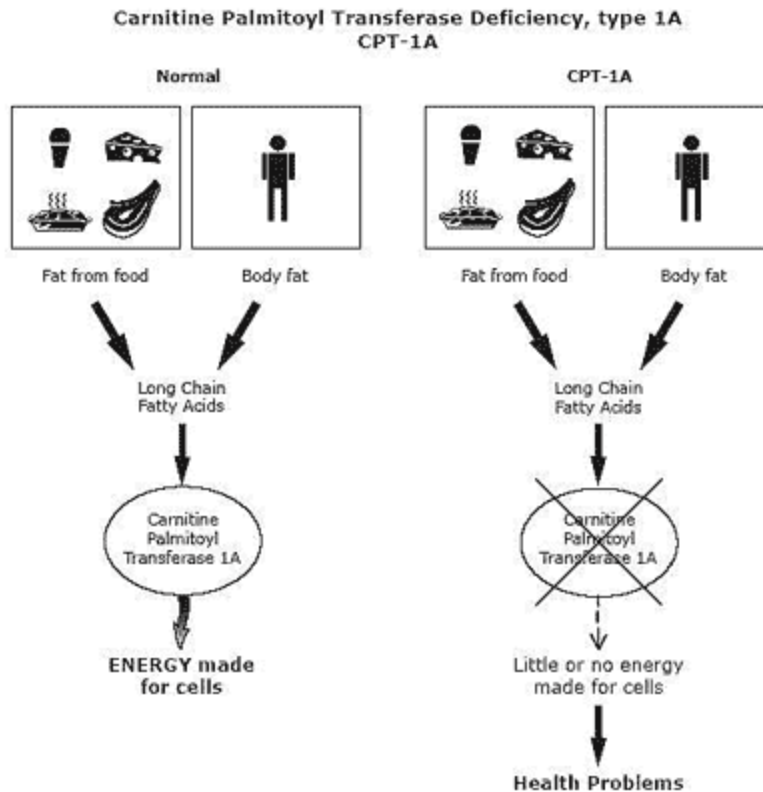 Carnitine Palmitoyl Transferase Deficiency, type 1A
CPT-1A
Normal
Fat from food
Body fat
Long Chain
Fatty Acids
Carnitine
Palmitoyl
Transferase 1A
ENERGY made
for cells
CPT-1A
Fat from food
Body fat
Long Chain
Fatty Acids
Carnitine
Palmitoyl
Transferase 1A
Little or no energy
made for cells
Health Problems